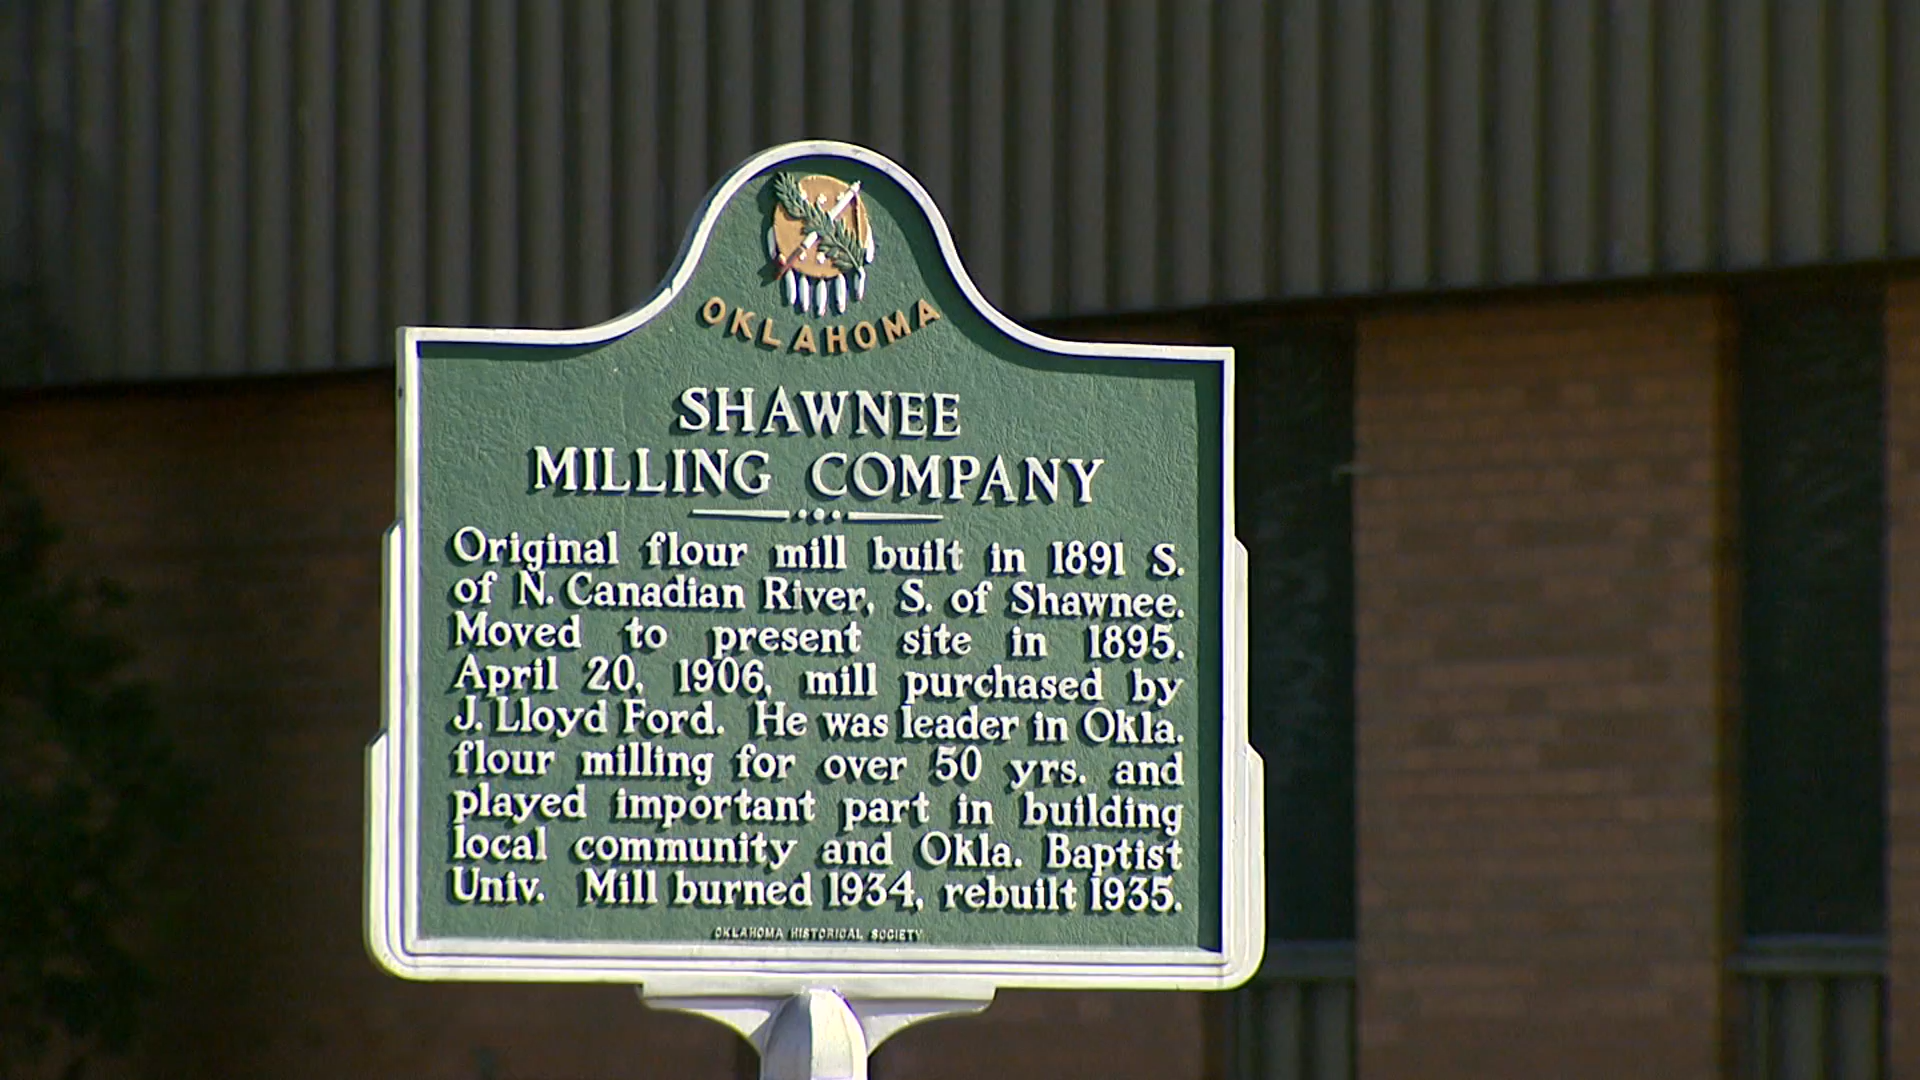 OKLAHOMA
SHAWNEE
MILLING COMPANY
Original flour mill built in 1891 S.
of N. Canadian River, S. of Shawnee.
Moved to present site in 1895.
April 20, 1906, mill purchased by
J. Lloyd Ford. He was leader in Okla.
flour milling for over 50 yrs. and
played important part in building
local community and Okla. Baptist
Univ. Mill burned 1934, rebuilt 1935.
OKLAHOMA HISTORICAL SOCIETY